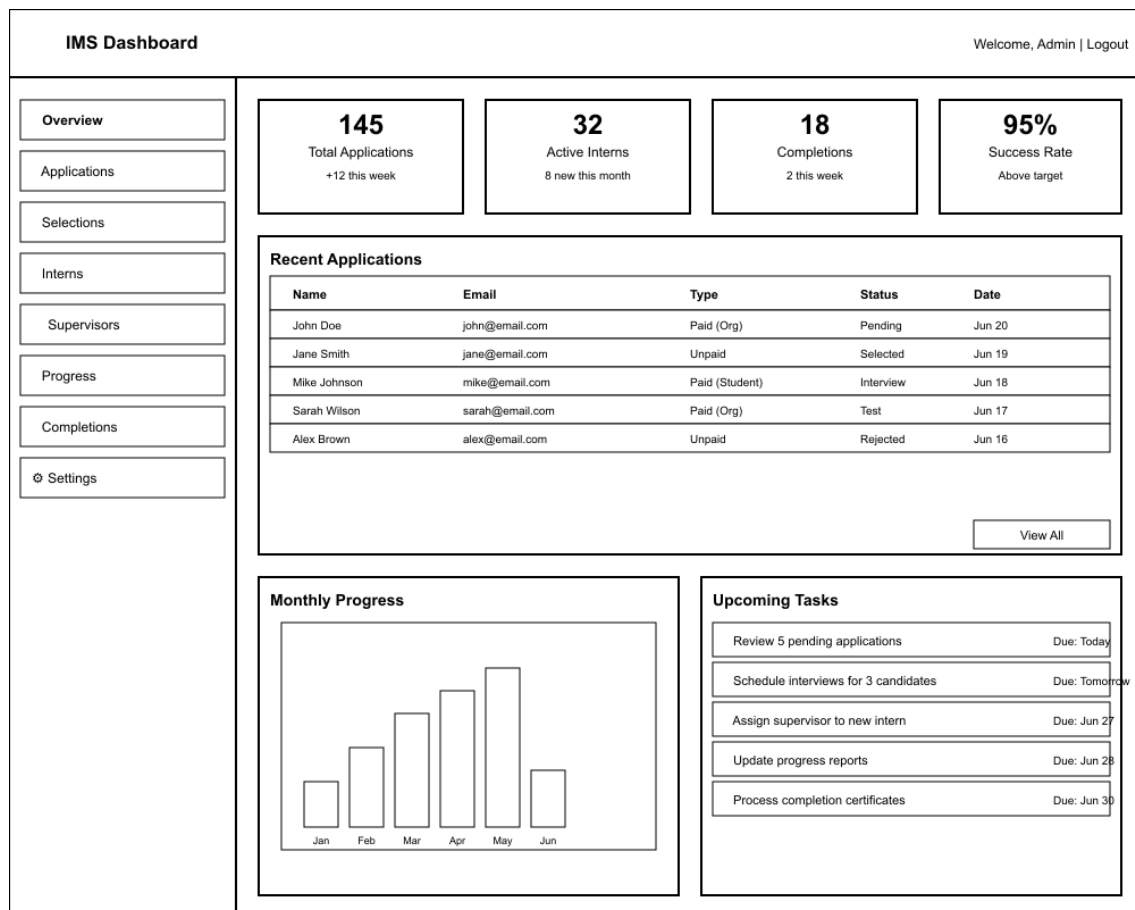 IMS Dashboard
Welcome, Admin | Logout
Overview
Applications
Selections
Interns
Supervisors
Progress
Completions
⚙ Settings
145
Total Applications
+12 this week
32
Active Interns
8 new this month
18
Completions
2 this week
95%
Success Rate
Above target
Recent Applications
Name Email Type Status Date
John Doe john@email.com Paid (Org) Pending Jun 20
Jane Smith jane@email.com Unpaid Selected Jun 19
Mike Johnson mike@email.com Paid (Student) Interview Jun 18
Sarah Wilson sarah@email.com Paid (Org) Test Jun 17
Alex Brown alex@email.com Unpaid Rejected Jun 16
View All
Monthly Progress
Jan Feb Mar Apr May Jun
Upcoming Tasks
Review 5 pending applications Due: Today
Schedule interviews for 3 candidates Due: Tomorrow
Assign supervisor to new intern Due: Jun 27
Update progress reports Due: Jun 28
Process completion certificates Due: Jun 30